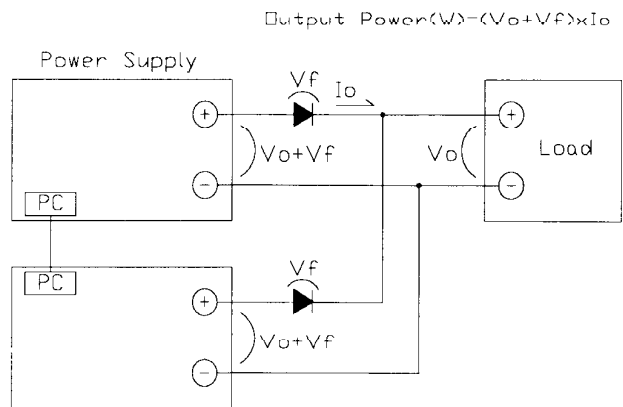 Output Power(W)=(Vo+Vf)xIo
Power Supply
Vf
Io
+
+
Vo+Vf
Vo
Load
−
−
PC
PC
Vf
+
Vo+Vf
−